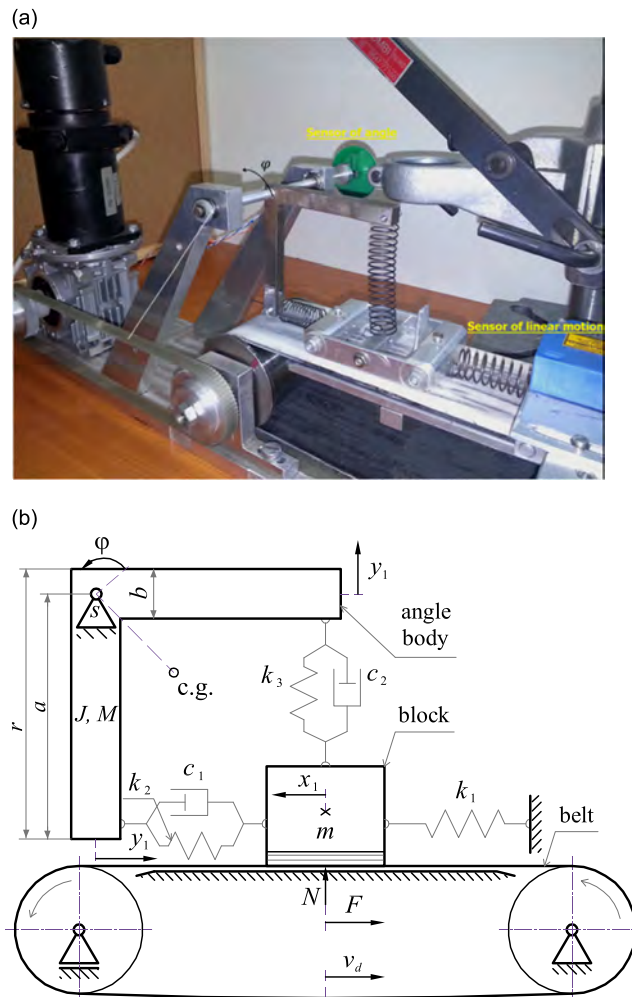 (a)
Sensor of angle
φ
Sensor of linear motion
(b)
φ
y₁
s
b
angle
body
c.g.
r
a
k₃
c₂
J, M
block
c₁
k₂
x₁
k₁
m
belt
y₁
N
F
v_d